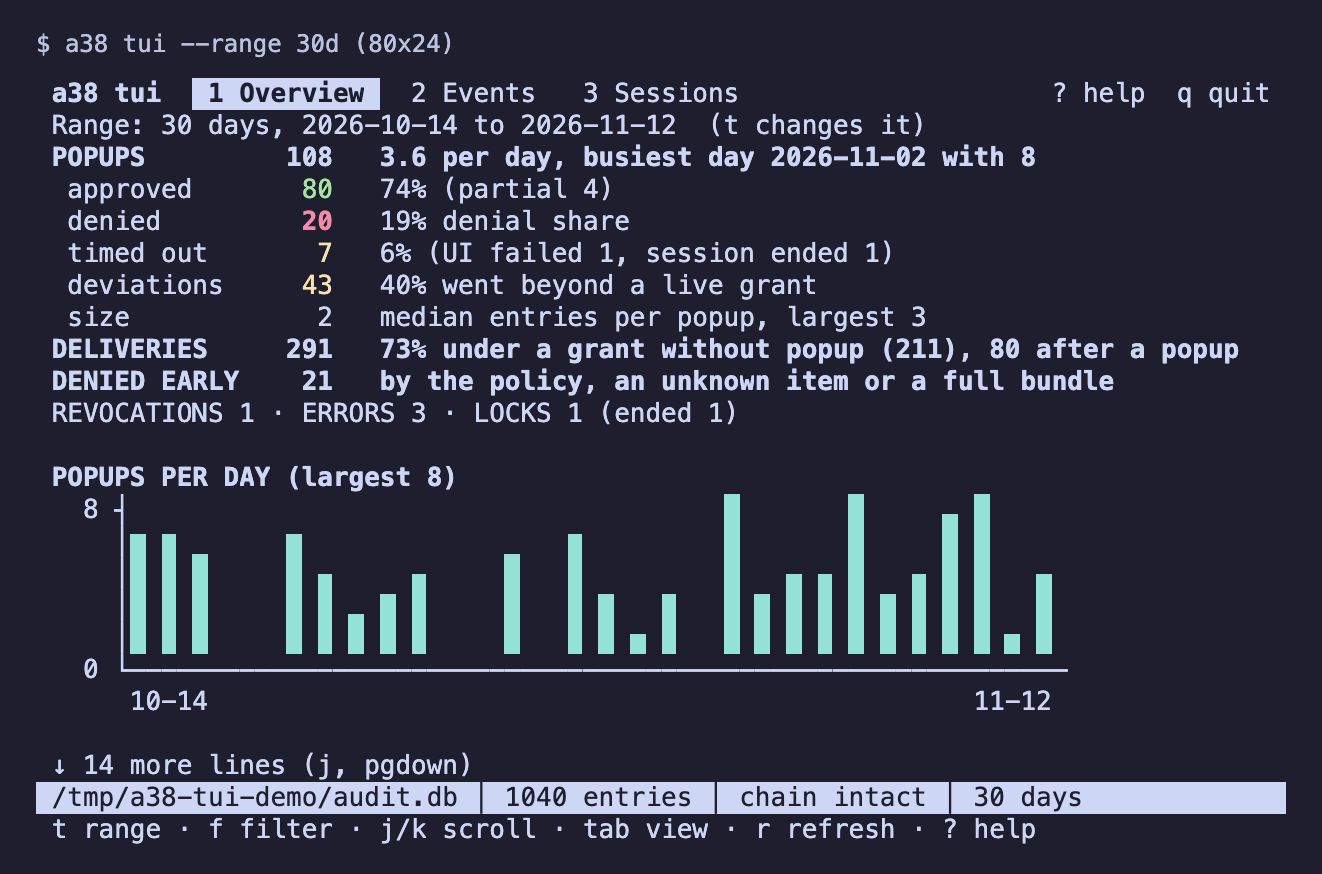 $ a38 tui --range 30d (80x24)
a38 tui 1 Overview 2 Events 3 Sessions ? help q quit
Range: 30 days, 2026-10-14 to 2026-11-12 (t changes it)
POPUPS 108 3.6 per day, busiest day 2026-11-02 with 8
approved 80 74% (partial 4)
denied 20 19% denial share
timed out 7 6% (UI failed 1, session ended 1)
deviations 43 40% went beyond a live grant
size 2 median entries per popup, largest 3
DELIVERIES 291 73% under a grant without popup (211), 80 after a popup
DENIED EARLY 21 by the policy, an unknown item or a full bundle
REVOCATIONS 1 · ERRORS 3 · LOCKS 1 (ended 1)
POPUPS PER DAY (largest 8)
8
0
10-14 11-12
↓ 14 more lines (j, pgdown)
/tmp/a38-tui-demo/audit.db │ 1040 entries │ chain intact │ 30 days
t range · f filter · j/k scroll · tab view · r refresh · ? help